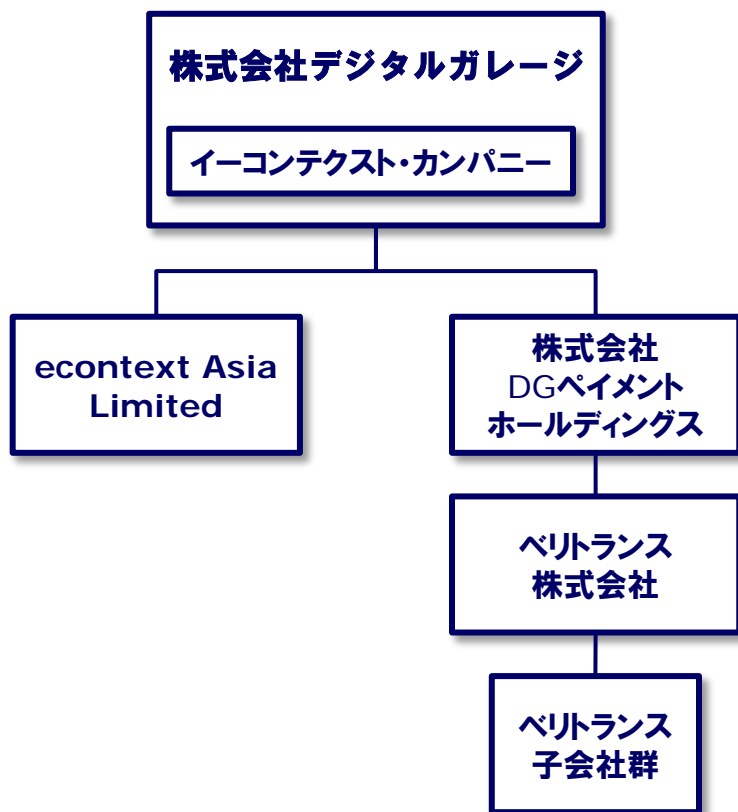 株式会社デジタルガレージ
イーコンテクスト・カンパニー
econtext Asia
Limited
株式会社
DGペイメント
ホールディングス
ベリトランス
株式会社
ベリトランス
子会社群